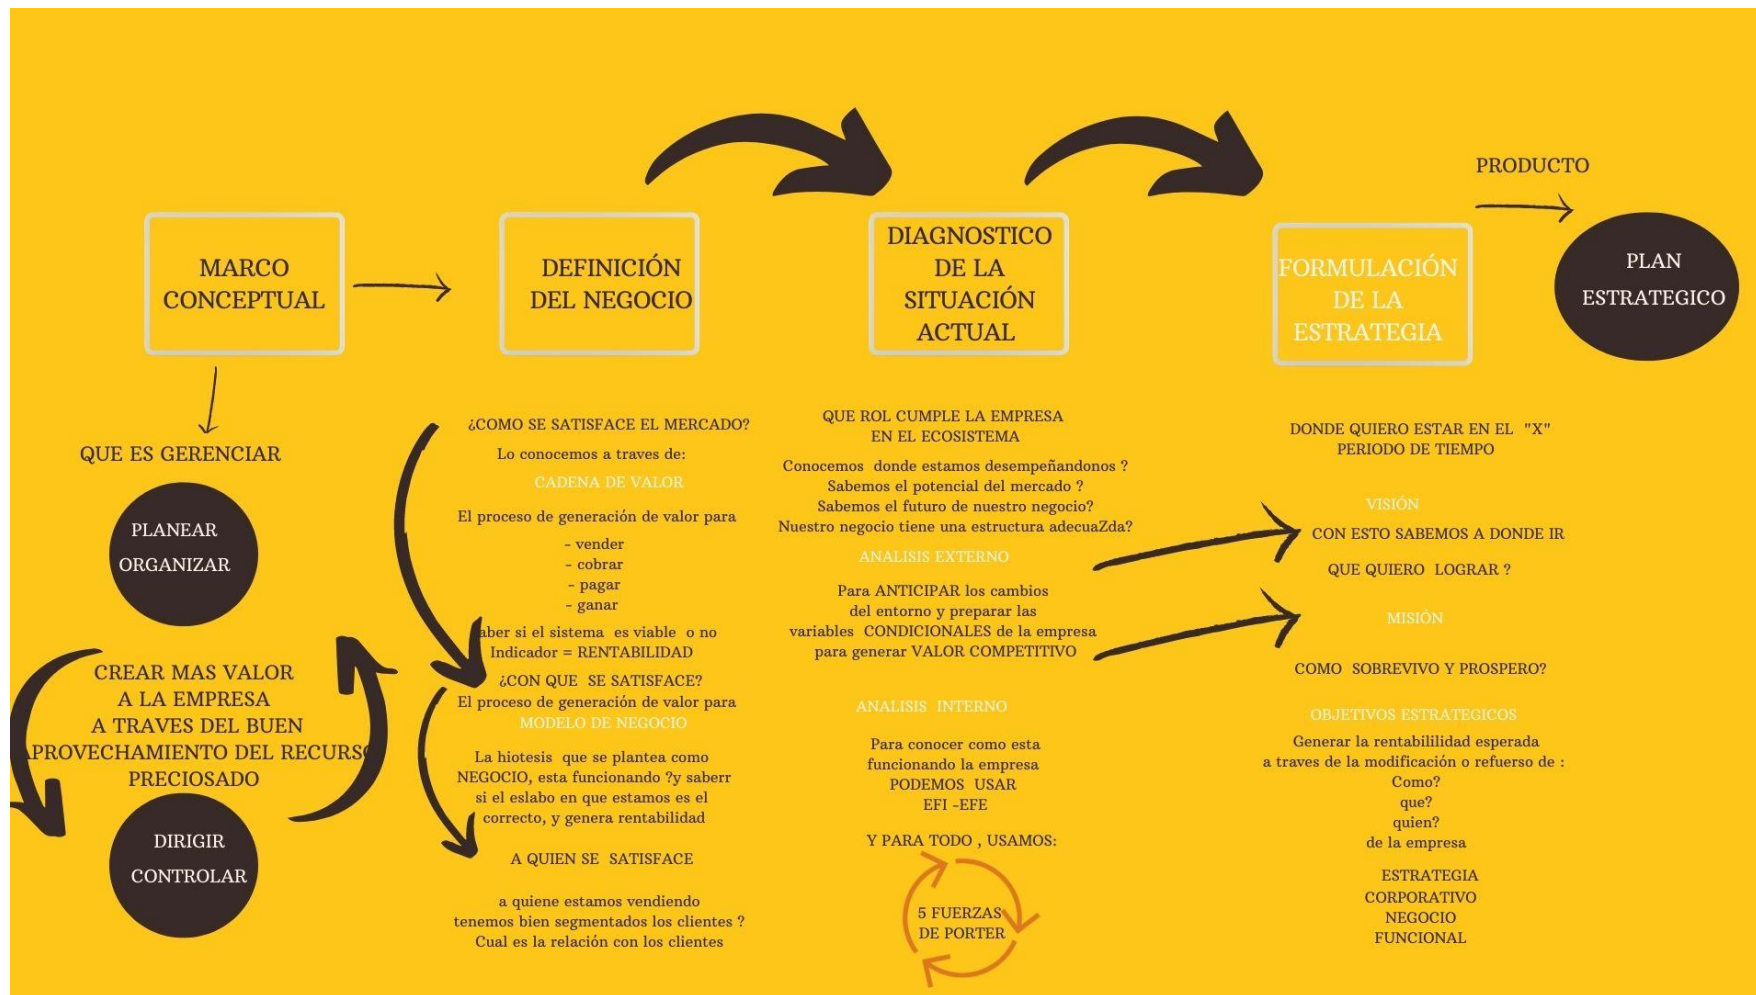 MARCO
CONCEPTUAL
QUE ES GERENCIAR
PLANEAR
ORGANIZAR
CREAR MAS VALOR
A LA EMPRESA
A TRAVES DEL BUEN
APROVECHAMIENTO DEL RECURSO
PRECIOSADO
DIRIGIR
CONTROLAR
DEFINICIÓN
DEL NEGOCIO
¿COMO SE SATISFACE EL MERCADO?
Lo conocemos a traves de:
CADENA DE VALOR
El proceso de generación de valor para
- vender
- cobrar
- pagar
- ganar
aber si el sistema es viable o no
Indicador = RENTABILIDAD
¿CON QUE SE SATISFACE?
El proceso de generación de valor para
MODELO DE NEGOCIO
La hiotesis que se plantea como
NEGOCIO, esta funcionando ?y saberr
si el eslabo en que estamos es el
correcto, y genera rentabilidad
A QUIEN SE SATISFACE
a quiene estamos vendiendo
tenemos bien segmentados los clientes ?
Cual es la relación con los clientes
DIAGNOSTICO
DE LA
SITUACIÓN
ACTUAL
QUE ROL CUMPLE LA EMPRESA
EN EL ECOSISTEMA
Conocemos donde estamos desempeñandonos ?
Sabemos el potencial del mercado ?
Sabemos el futuro de nuestro negocio?
Nuestro negocio tiene una estructura adecuaZda?
ANALISIS EXTERNO
Para ANTICIPAR los cambios
del entorno y preparar las
variables CONDICIONALES de la empresa
para generar VALOR COMPETITIVO
ANALISIS INTERNO
Para conocer como esta
funcionando la empresa
PODEMOS USAR
EFI -EFE
Y PARA TODO , USAMOS:
5 FUERZAS
DE PORTER
FORMULACIÓN
DE LA
ESTRATEGIA
DONDE QUIERO ESTAR EN EL "X"
PERIODO DE TIEMPO
VISIÓN
CON ESTO SABEMOS A DONDE IR
QUE QUIERO LOGRAR ?
MISIÓN
COMO SOBREVIVO Y PROSPERO?
OBJETIVOS ESTRATEGICOS
Generar la rentabililidad esperada
a traves de la modificación o refuerso de :
Como?
que?
quien?
de la empresa
ESTRATEGIA
CORPORATIVO
NEGOCIO
FUNCIONAL
PRODUCTO
PLAN
ESTRATEGICO